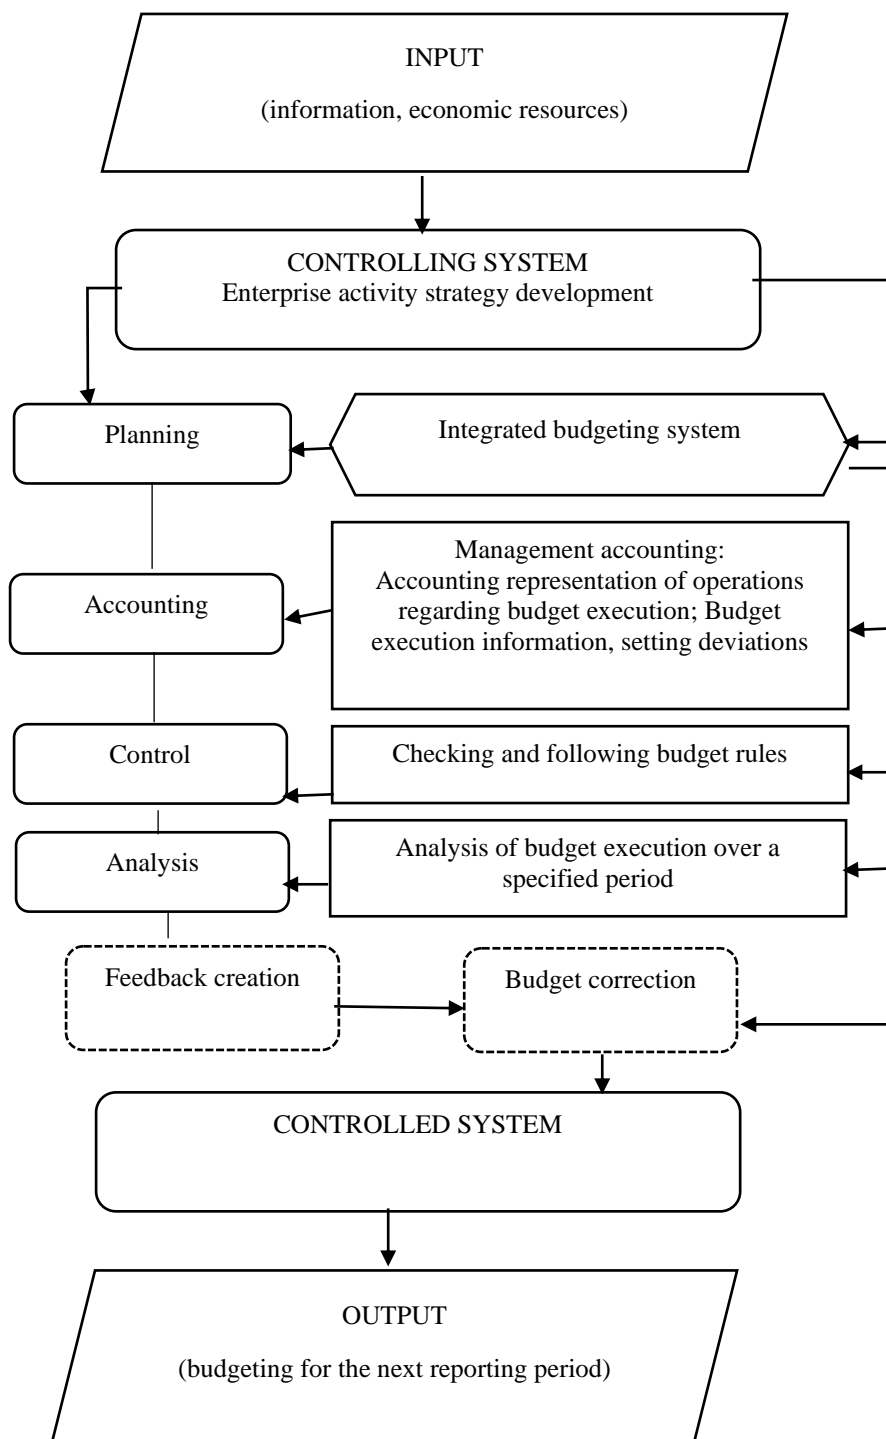 INPUT
(information, economic resources)
CONTROLLING SYSTEM
Enterprise activity strategy development
Planning
Integrated budgeting system
Accounting
Management accounting:
Accounting representation of operations
regarding budget execution; Budget
execution information, setting deviations
Control
Checking and following budget rules
Analysis
Analysis of budget execution over a
specified period
Feedback creation
Budget correction
CONTROLLED SYSTEM
OUTPUT
(budgeting for the next reporting period)